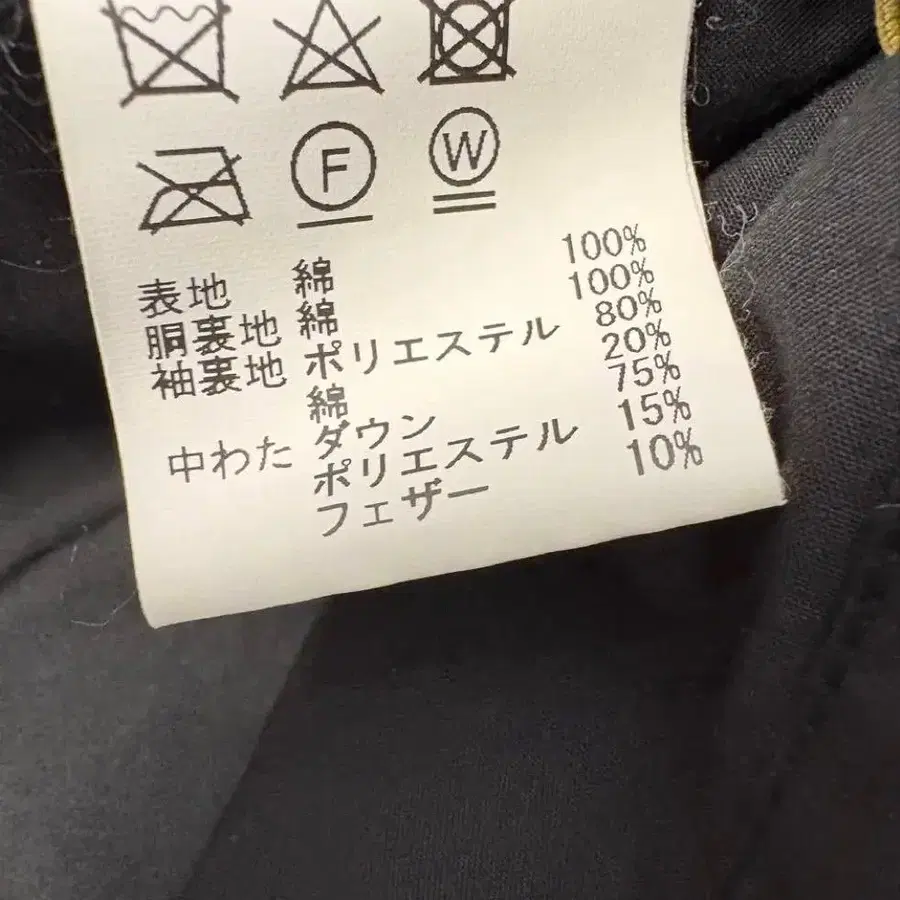 F W
表地 綿 100%
胴裏地 綿 100%
袖裏地 ポリエステル 80%
綿 20%
中わた ダウン 75%
ポリエステル 15%
フェザー 10%